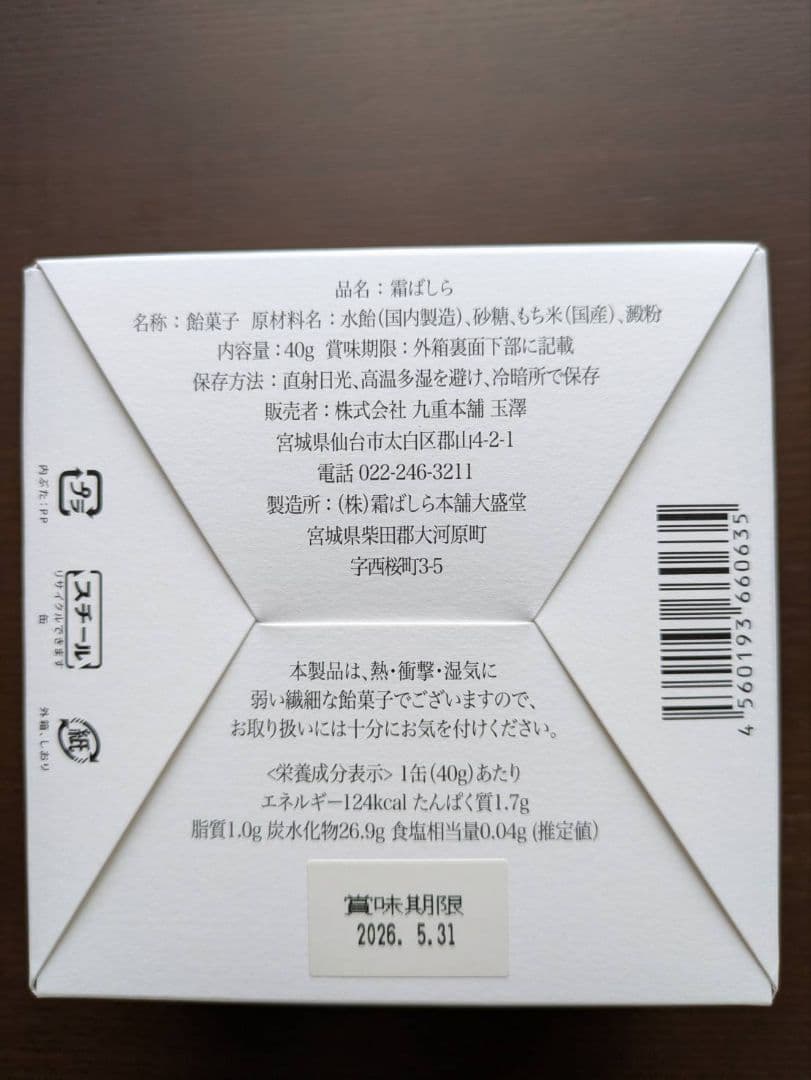 品名：霜ばしら
名称：飴菓子　原材料名：水飴(国内製造)、砂糖、もち米(国産)、澱粉
内容量：40g　賞味期限：外箱裏面下部に記載
保存方法：直射日光、高温多湿を避け、冷暗所で保存
販売者：株式会社 九重本舗 玉澤
宮城県仙台市太白区郡山4-2-1
電話 022-246-3211
製造所：(株)霜ばしら本舗大盛堂
宮城県柴田郡大河原町
字西桜町3-5
本製品は、熱・衝撃・湿気に
弱い繊細な飴菓子でございますので、
お取り扱いには十分にお気を付けください。
<栄養成分表示> 1缶(40g)あたり
エネルギー124kcal たんぱく質1.7g
脂質1.0g 炭水化物26.9g 食塩相当量0.04g (推定値)
賞味期限
2026. 5.31
プラ
内ぶた：PP
スチール
リサイクルできます
缶
紙
外箱、しおり
4 560193 660635